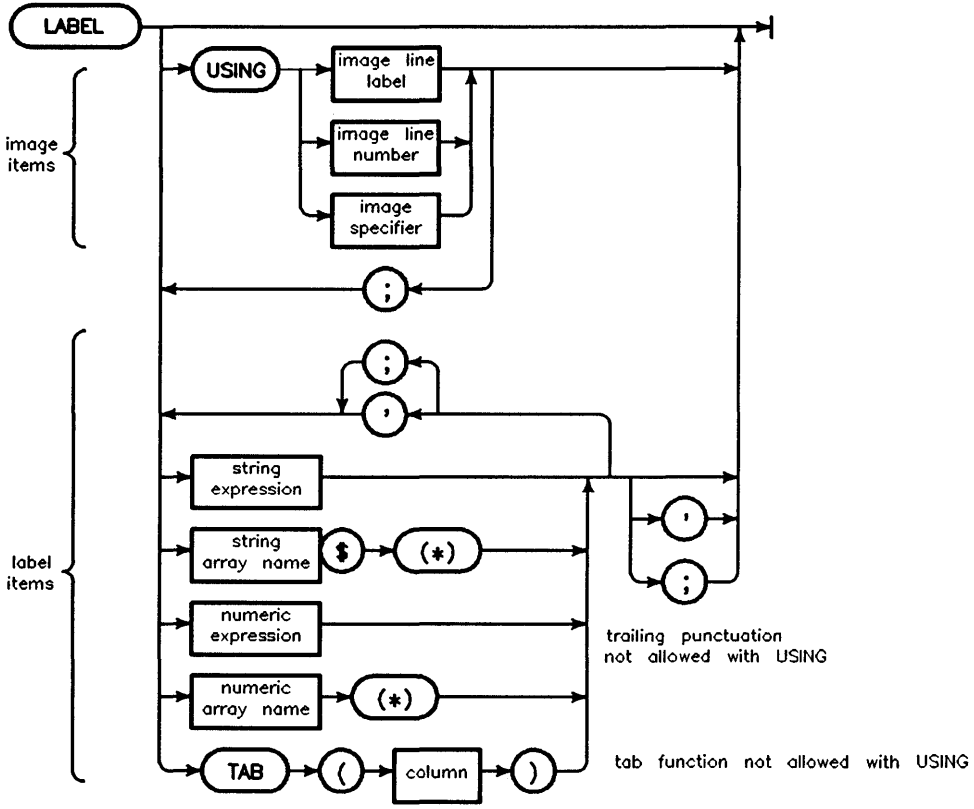 LABEL
USING
image line
label
image line
number
image
specifier
image
items
;
;
,
string
expression
string
array name
$
(*)
,
;
label
items
numeric
expression
trailing punctuation
not allowed with USING
numeric
array name
(*)
TAB
(
column
)
tab function not allowed with USING